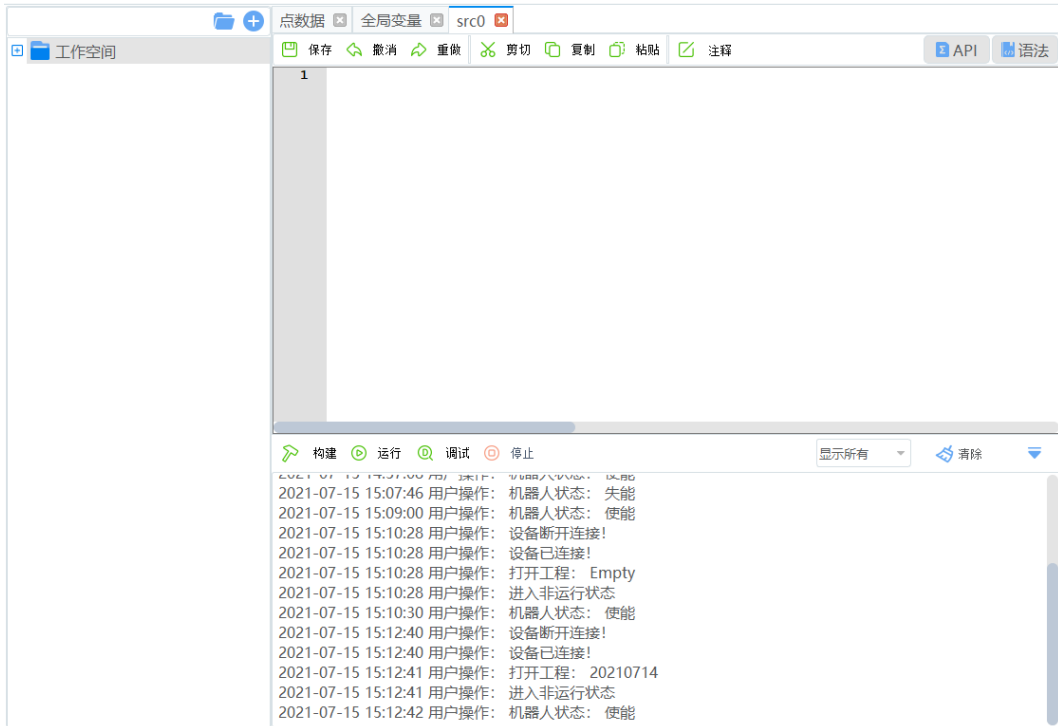 点数据 全局变量 src0
工作空间
保存 撤消 重做 剪切 复制 粘贴 注释 API 语法
1
构建 运行 调试 停止 显示所有 清除
2021-07-15 15:07:46 用户操作： 机器人状态： 失能
2021-07-15 15:09:00 用户操作： 机器人状态： 使能
2021-07-15 15:10:28 用户操作： 设备断开连接！
2021-07-15 15:10:28 用户操作： 设备已连接！
2021-07-15 15:10:28 用户操作： 打开工程： Empty
2021-07-15 15:10:28 用户操作： 进入非运行状态
2021-07-15 15:10:30 用户操作： 机器人状态： 使能
2021-07-15 15:12:40 用户操作： 设备断开连接！
2021-07-15 15:12:40 用户操作： 设备已连接！
2021-07-15 15:12:41 用户操作： 打开工程： 20210714
2021-07-15 15:12:41 用户操作： 进入非运行状态
2021-07-15 15:12:42 用户操作： 机器人状态： 使能